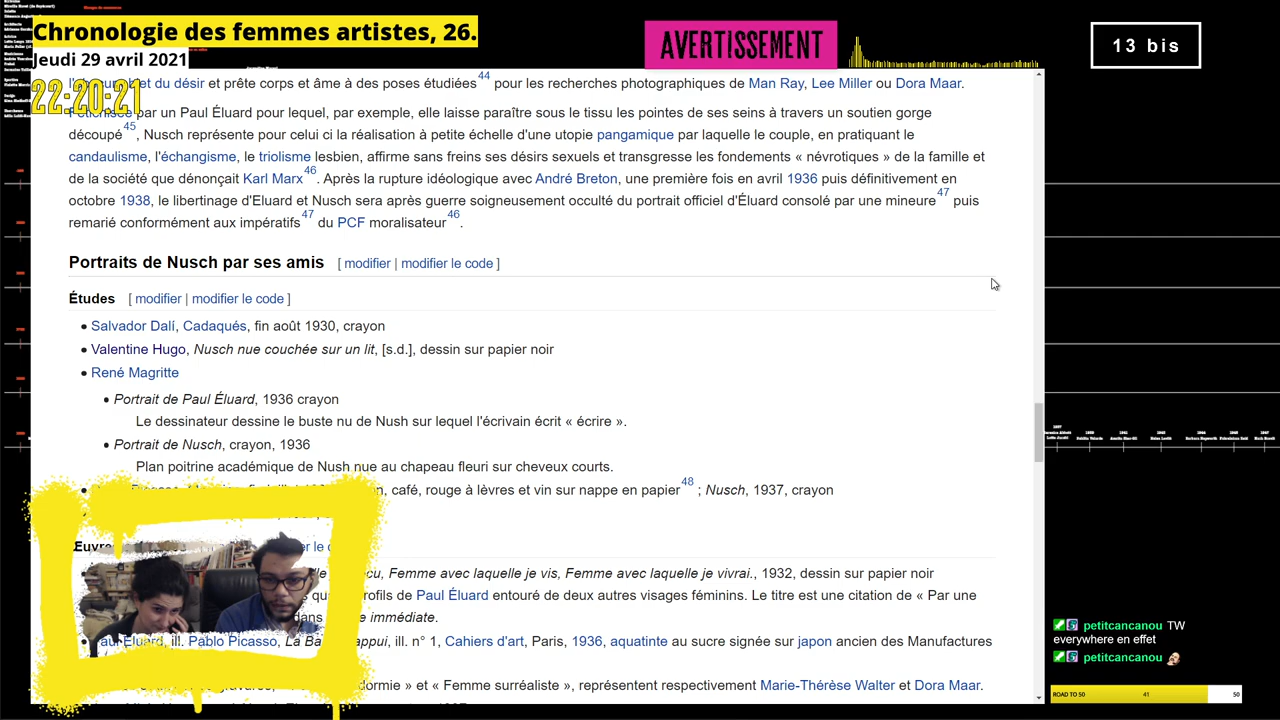 Chronologie des femmes artistes, 26.
Jeudi 29 avril 2021
22:20:21
AVERTISSEMENT
13 bis
et du désir et prête corps et âme à des poses étudiées44 pour les recherches photographiques de Man Ray, Lee Miller ou Dora Maar.
par un Paul Éluard pour lequel, par exemple, elle laisse paraître sous le tissu les pointes de ses seins à travers un soutien gorge
découpé45, Nusch représente pour celui ci la réalisation à petite échelle d'une utopie pangamique par laquelle le couple, en pratiquant le
candaulisme, l'échangisme, le triolisme lesbien, affirme sans freins ses désirs sexuels et transgresse les fondements « névrotiques » de la famille et
de la société que dénonçait Karl Marx46. Après la rupture idéologique avec André Breton, une première fois en avril 1936 puis définitivement en
octobre 1938, le libertinage d'Eluard et Nusch sera après guerre soigneusement occulté du portrait officiel d'Éluard consolé par une mineure47 puis
remarié conformément aux impératifs47 du PCF moralisateur46.
Portraits de Nusch par ses amis [ modifier | modifier le code ]
Études [ modifier | modifier le code ]
• Salvador Dalí, Cadaqués, fin août 1930, crayon
• Valentine Hugo, Nusch nue couchée sur un lit, [s.d.], dessin sur papier noir
• René Magritte
• Portrait de Paul Éluard, 1936 crayon
Le dessinateur dessine le buste nu de Nush sur lequel l'écrivain écrit « écrire ».
• Portrait de Nusch, crayon, 1936
Plan poitrine académique de Nush nue au chapeau fleuri sur cheveux courts.
café, rouge à lèvres et vin sur nappe en papier48 ; Nusch, 1937, crayon
Femme avec laquelle je vis, Femme avec laquelle je vivrai., 1932, dessin sur papier noir
profils de Paul Éluard entouré de deux autres visages féminins. Le titre est une citation de « Par une
dans immédiate.
Paul Éluard, ill. Pablo Picasso, La Ba appui, ill. n° 1, Cahiers d'art, Paris, 1936, aquatinte au sucre signée sur japon ancien des Manufactures
dormie » et « Femme surréaliste », représentent respectivement Marie-Thérèse Walter et Dora Maar.
petitcancanou TW
everywhere en effet
petitcancanou
ROAD TO 50 41 50